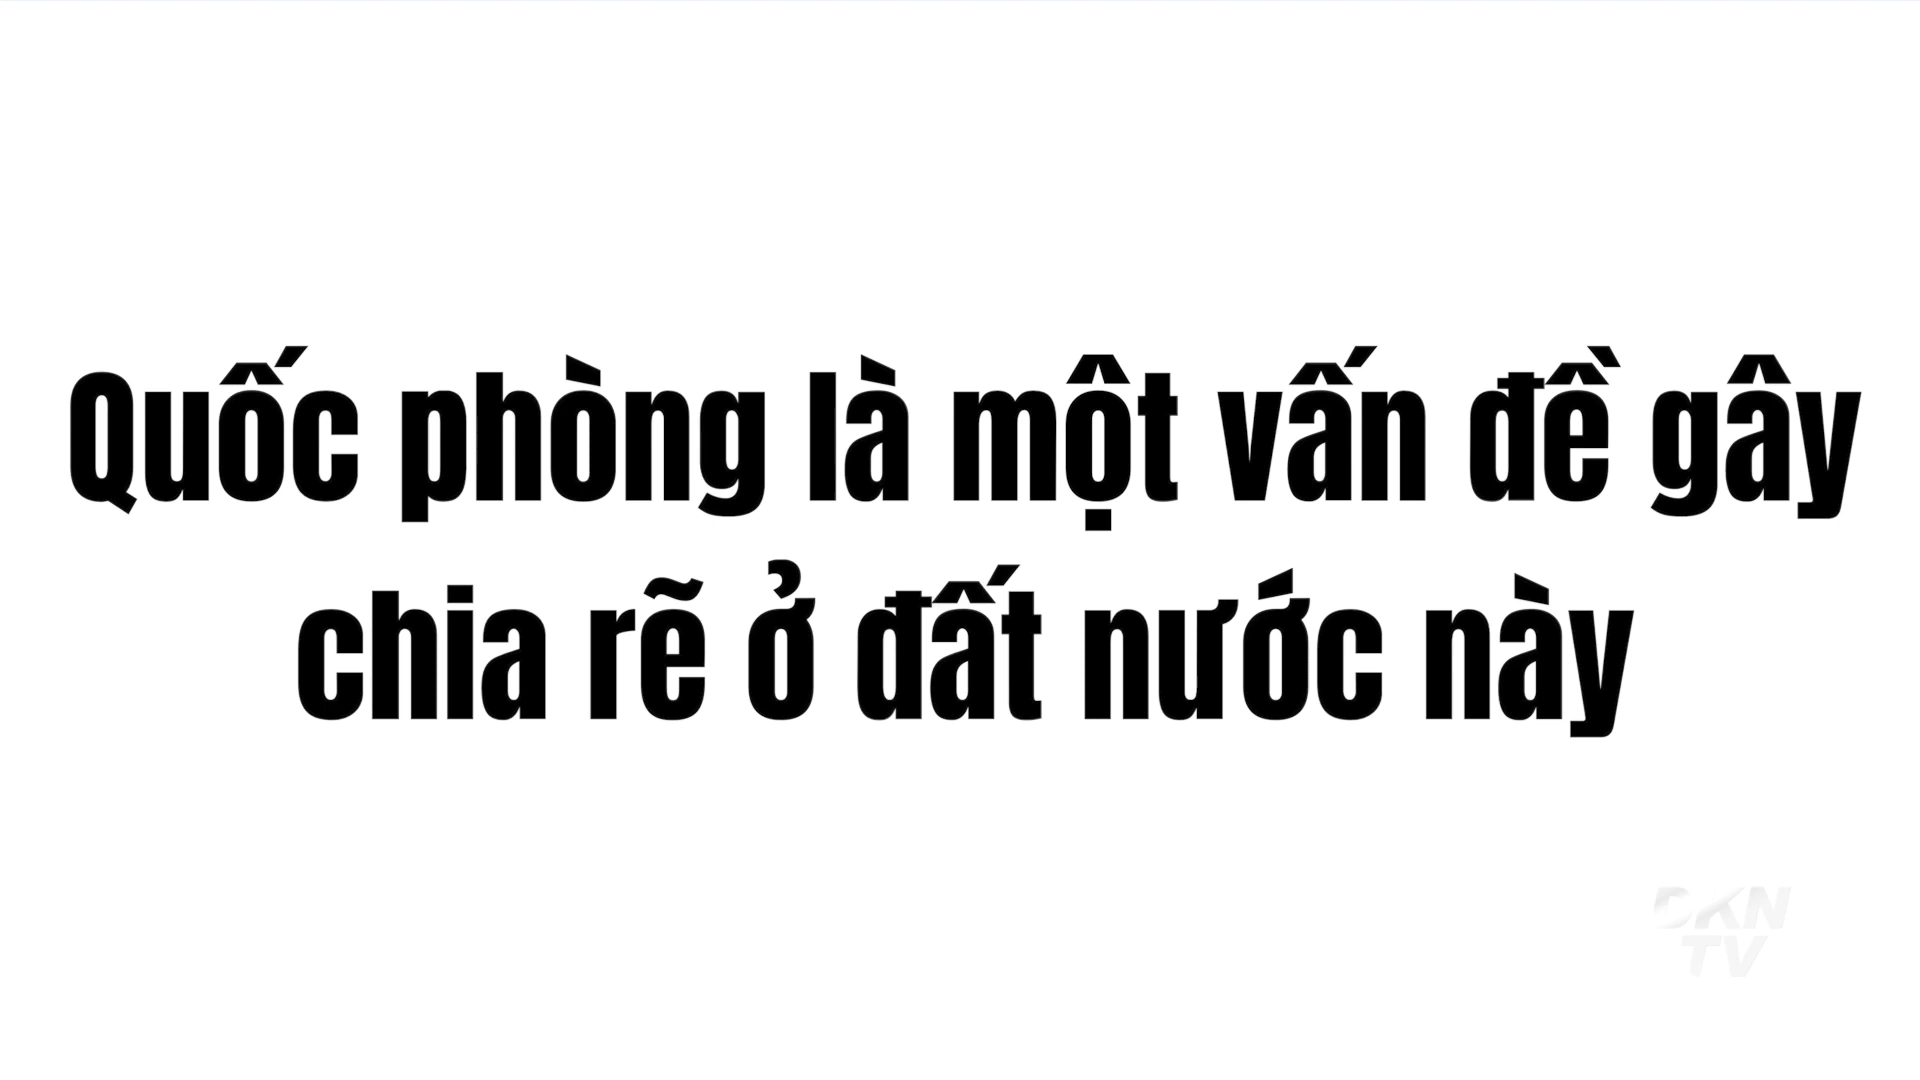 Quốc phòng là một vấn đề gây
chia rẽ ở đất nước này
DKN
TV